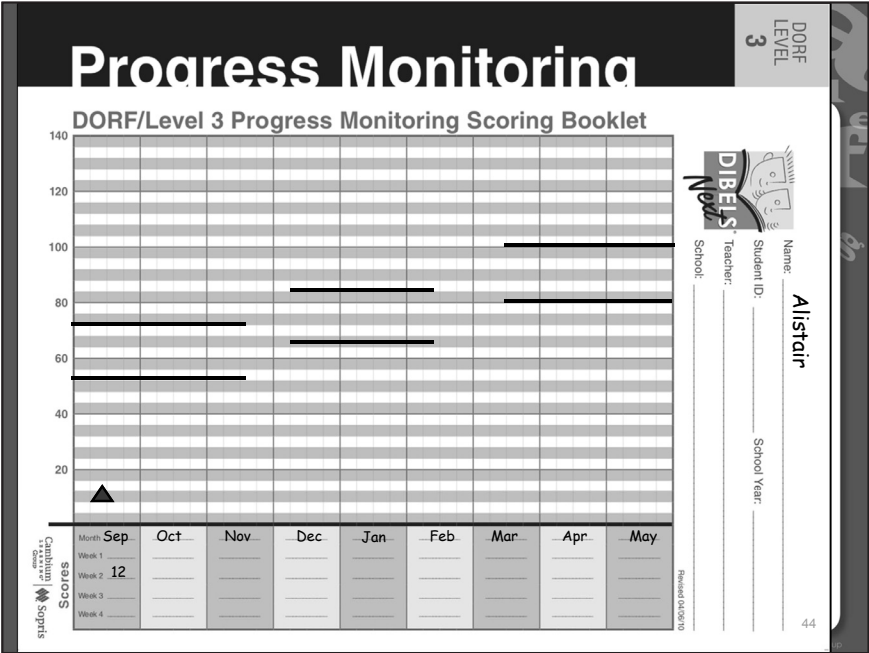 Progress Monitoring
DORF
LEVEL
3
DORF/Level 3 Progress Monitoring Scoring Booklet
140
120
100
80
60
40
20
Month Sep Oct Nov Dec Jan Feb Mar Apr May
Week 1
Week 2 12
Week 3
Week 4
Scores
Cambium
LEARNING®
Group
Sopris
DIBELS®
Next
Name: Alistair
Student ID:
School Year:
Teacher:
School:
Revised 04/06/10
44
up